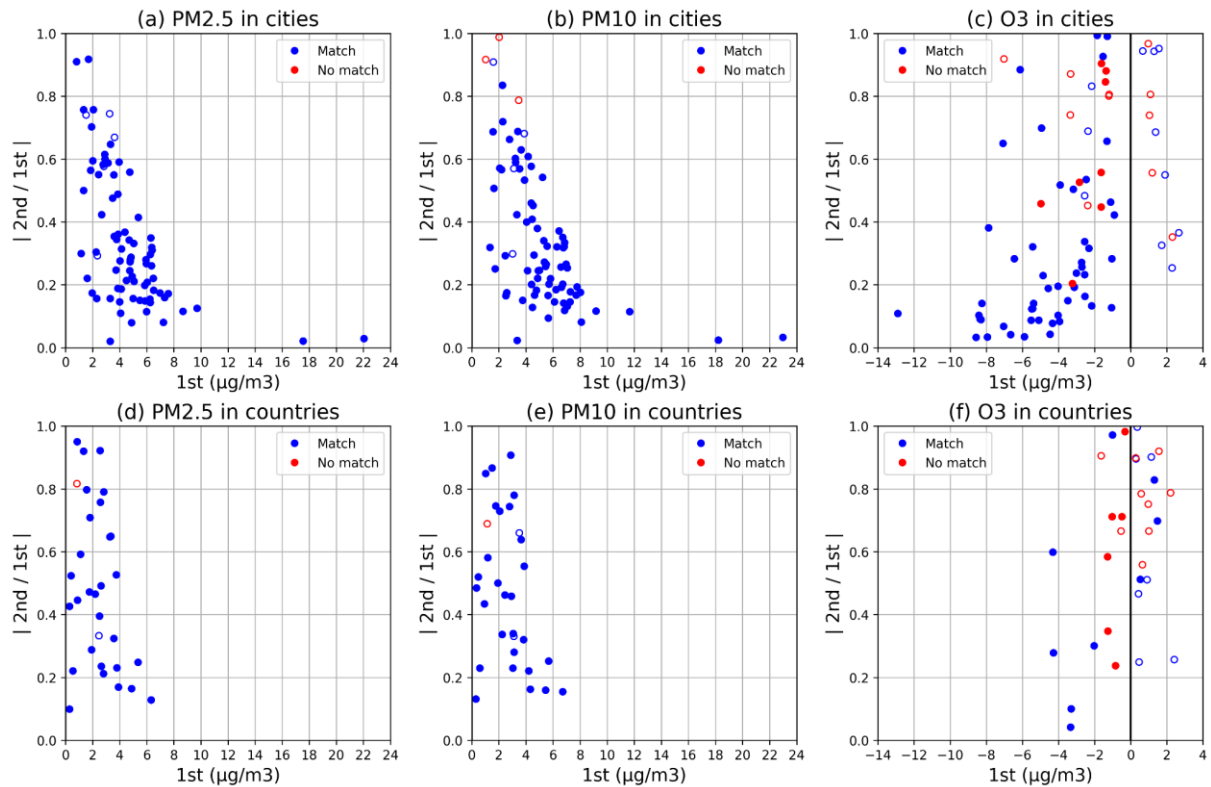 (a) PM2.5 in cities
(b) PM10 in cities
(c) O3 in cities
1.0
0.8
0.6
0.4
0.2
0.0
| 2nd / 1st |
Match
No match
0 2 4 6 8 10 12 14 16 18 20 22 24
1st (μg/m3)
1.0
0.8
0.6
0.4
0.2
0.0
| 2nd / 1st |
Match
No match
0 2 4 6 8 10 12 14 16 18 20 22 24
1st (μg/m3)
1.0
0.8
0.6
0.4
0.2
0.0
| 2nd / 1st |
Match
No match
−14 −12 −10 −8 −6 −4 −2 0 2 4
1st (μg/m3)
(d) PM2.5 in countries
(e) PM10 in countries
(f) O3 in countries
1.0
0.8
0.6
0.4
0.2
0.0
| 2nd / 1st |
Match
No match
0 2 4 6 8 10 12 14 16 18 20 22 24
1st (μg/m3)
1.0
0.8
0.6
0.4
0.2
0.0
| 2nd / 1st |
Match
No match
0 2 4 6 8 10 12 14 16 18 20 22 24
1st (μg/m3)
1.0
0.8
0.6
0.4
0.2
0.0
| 2nd / 1st |
Match
No match
−14 −12 −10 −8 −6 −4 −2 0 2 4
1st (μg/m3)